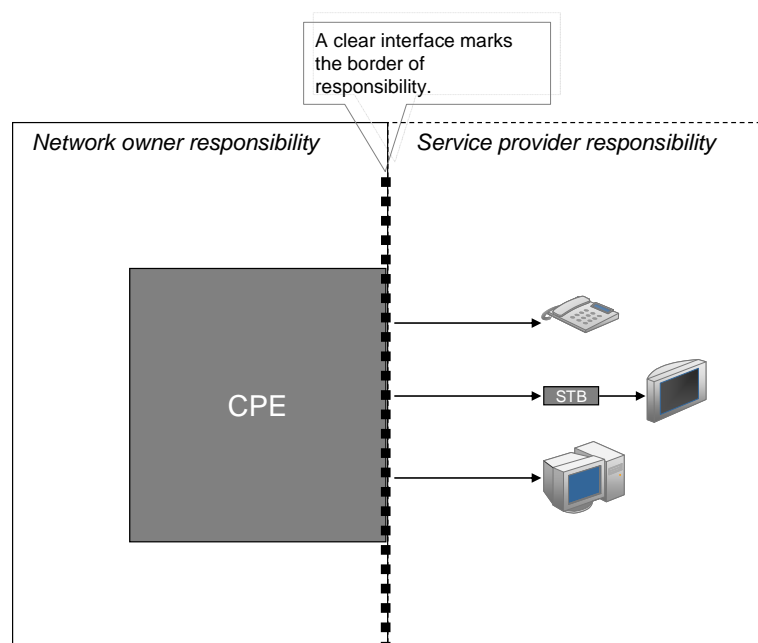 A clear interface marks
the border of
responsibility.
Network owner responsibility
Service provider responsibility
CPE
STB